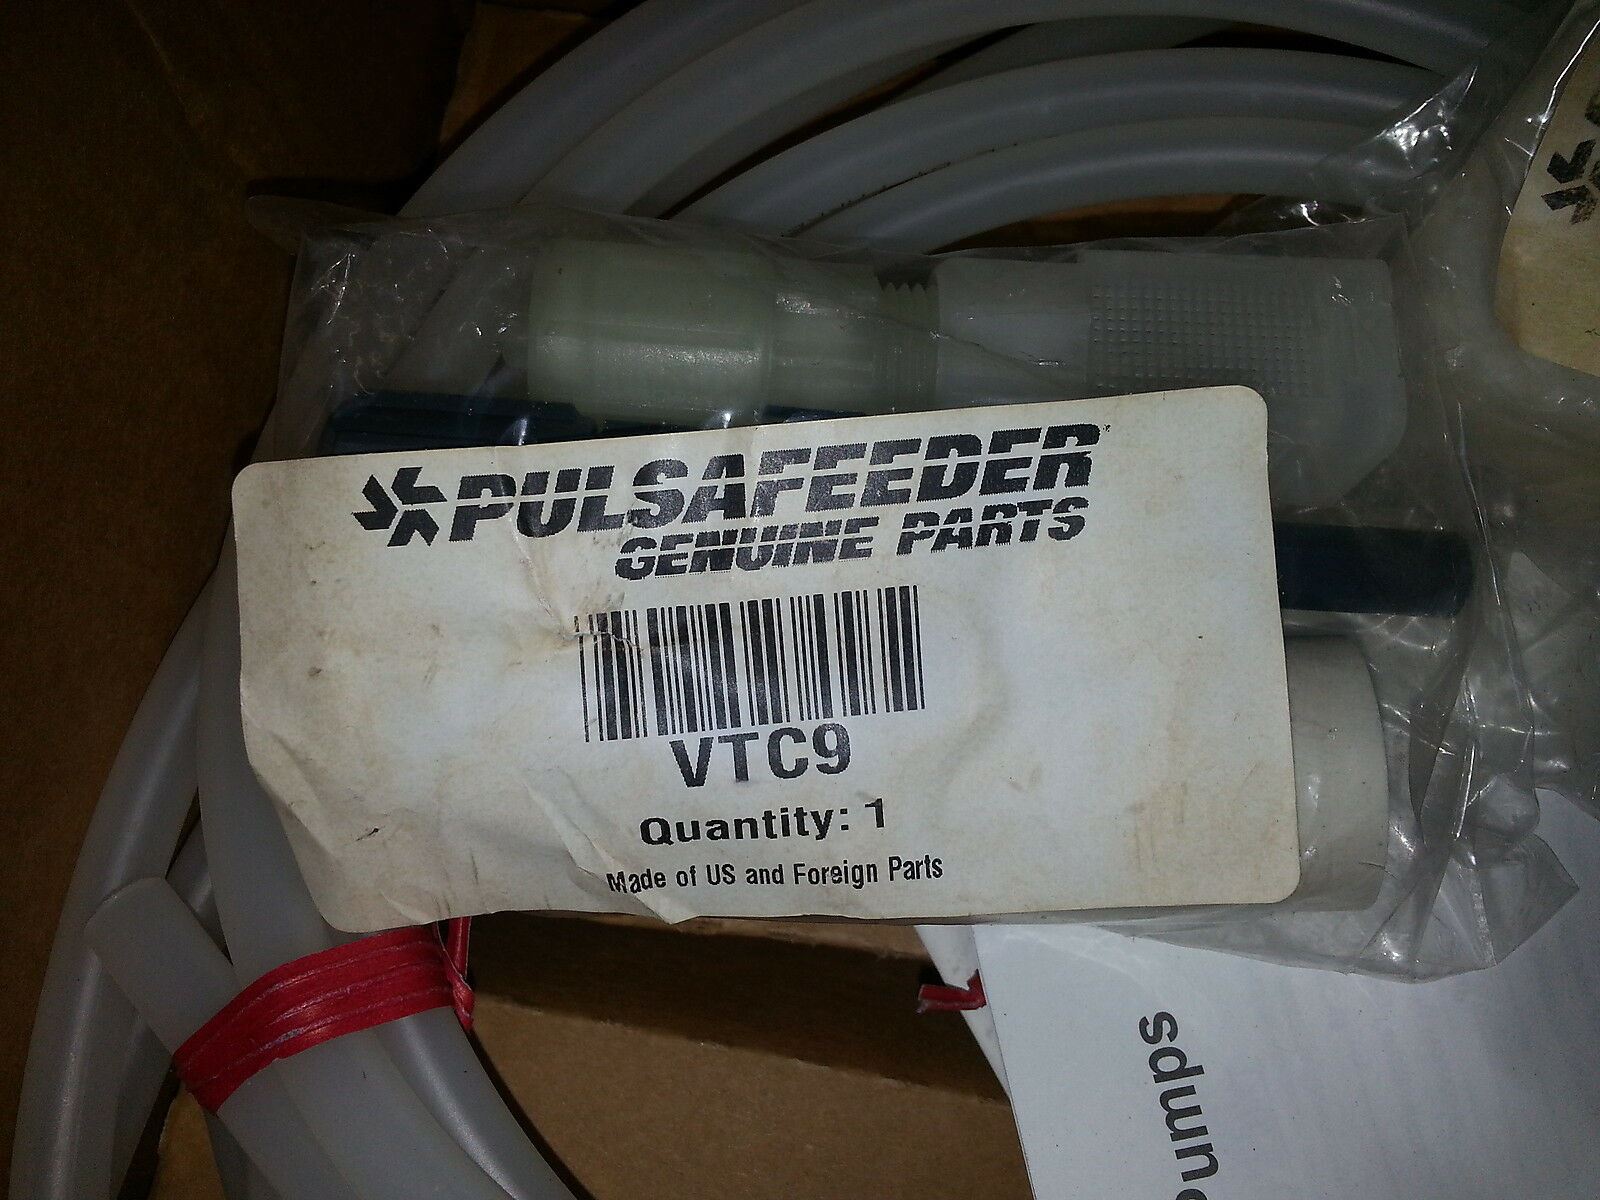 PULSAFEEDER
GENUINE PARTS
VTC9
Quantity: 1
Made of US and Foreign Parts